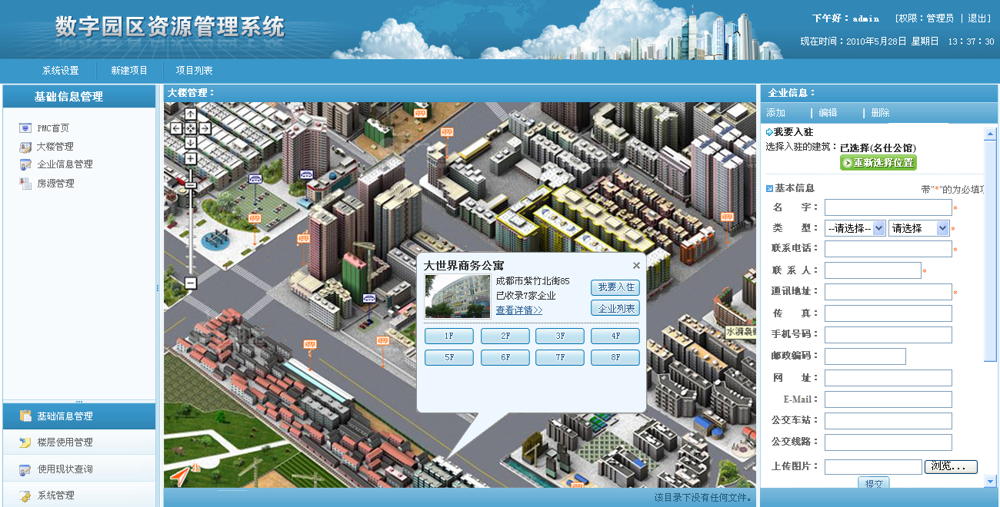 数字园区资源管理系统
下午好：admin [权限：管理员 | 退出]
现在时间：2010年5月28日 星期日 13：37：30
系统设置 新建项目 项目列表
基础信息管理
PMC首页
大楼管理
企业信息管理
房源管理
基础信息管理
楼层使用管理
使用现状查询
系统管理
大楼管理：
大世界商务公寓
成都市紫竹北街85
已收录7家企业
查看详情>>
我要入住
企业列表
1F 2F 3F 4F
5F 6F 7F 8F
北
该目录下没有任何文件。
企业信息：
添加 | 编辑 | 删除
我要入驻
选择入驻的建筑：已选择(名仕公馆)
重新选择位置
基本信息 带"*"的为必填项
名 字： *
类 型： --请选择-- 请选择 *
联系电话： *
联 系 人： *
通讯地址： *
传 真：
手机号码：
邮政编码：
网 址：
E-Mail：
公交车站：
公交线路：
上传图片： 浏览...
提交